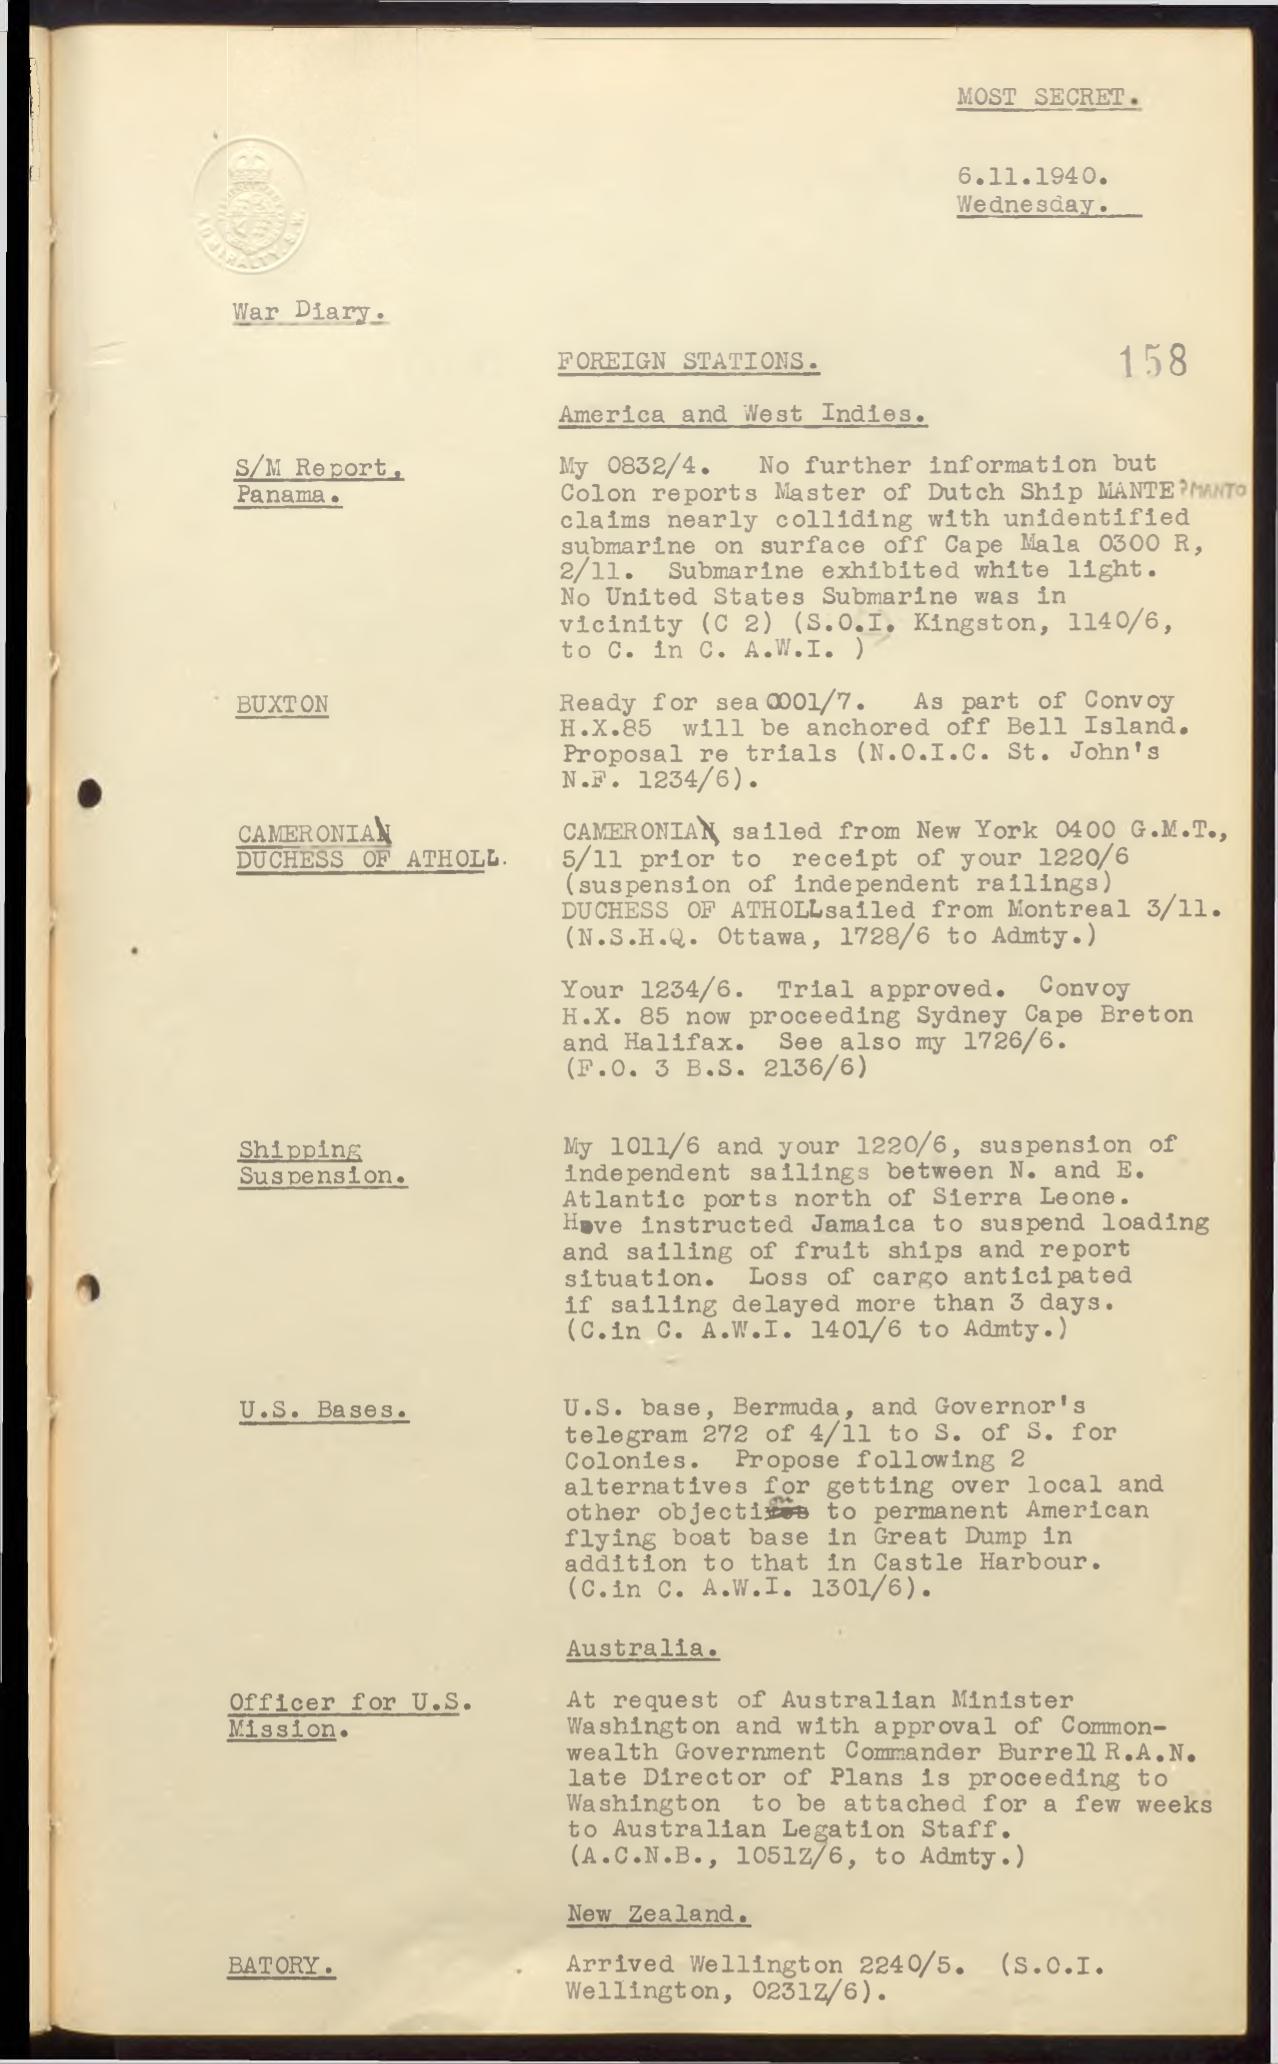 MOST SECRET.
6.11.1940.
Wednesday.
ADMIRALTY. S.W.
War Diary.
FOREIGN STATIONS.
158
America and West Indies.
S/M Report,
Panama.
My 0832/4. No further information but
Colon reports Master of Dutch Ship MANTE ?MANTO
claims nearly colliding with unidentified
submarine on surface off Cape Mala 0300 R,
2/11. Submarine exhibited white light.
No United States Submarine was in
vicinity (C 2) (S.O.I. Kingston, 1140/6,
to C. in C. A.W.I. )
BUXTON
Ready for sea 0001/7. As part of Convoy
H.X.85 will be anchored off Bell Island.
Proposal re trials (N.O.I.C. St. John's
N.F. 1234/6).
CAMERONIA
DUCHESS OF ATHOLL.
CAMERONIA sailed from New York 0400 G.M.T.,
5/11 prior to receipt of your 1220/6
(suspension of independent railings)
DUCHESS OF ATHOLL sailed from Montreal 3/11.
(N.S.H.Q. Ottawa, 1728/6 to Admty.)
Your 1234/6. Trial approved. Convoy
H.X. 85 now proceeding Sydney Cape Breton
and Halifax. See also my 1726/6.
(F.O. 3 B.S. 2136/6)
Shipping
Suspension.
My 1011/6 and your 1220/6, suspension of
independent sailings between N. and E.
Atlantic ports north of Sierra Leone.
Have instructed Jamaica to suspend loading
and sailing of fruit ships and report
situation. Loss of cargo anticipated
if sailing delayed more than 3 days.
(C.in C. A.W.I. 1401/6 to Admty.)
U.S. Bases.
U.S. base, Bermuda, and Governor's
telegram 272 of 4/11 to S. of S. for
Colonies. Propose following 2
alternatives for getting over local and
other to permanent American
flying boat base in Great Dump in
addition to that in Castle Harbour.
(C.in C. A.W.I. 1301/6).
Australia.
Officer for U.S.
Mission.
At request of Australian Minister
Washington and with approval of Common-
wealth Government Commander Burrell R.A.N.
late Director of Plans is proceeding to
Washington to be attached for a few weeks
to Australian Legation Staff.
(A.C.N.B., 1051Z/6, to Admty.)
New Zealand.
BATORY.
Arrived Wellington 2240/5. (S.O.I.
Wellington, 0231Z/6).